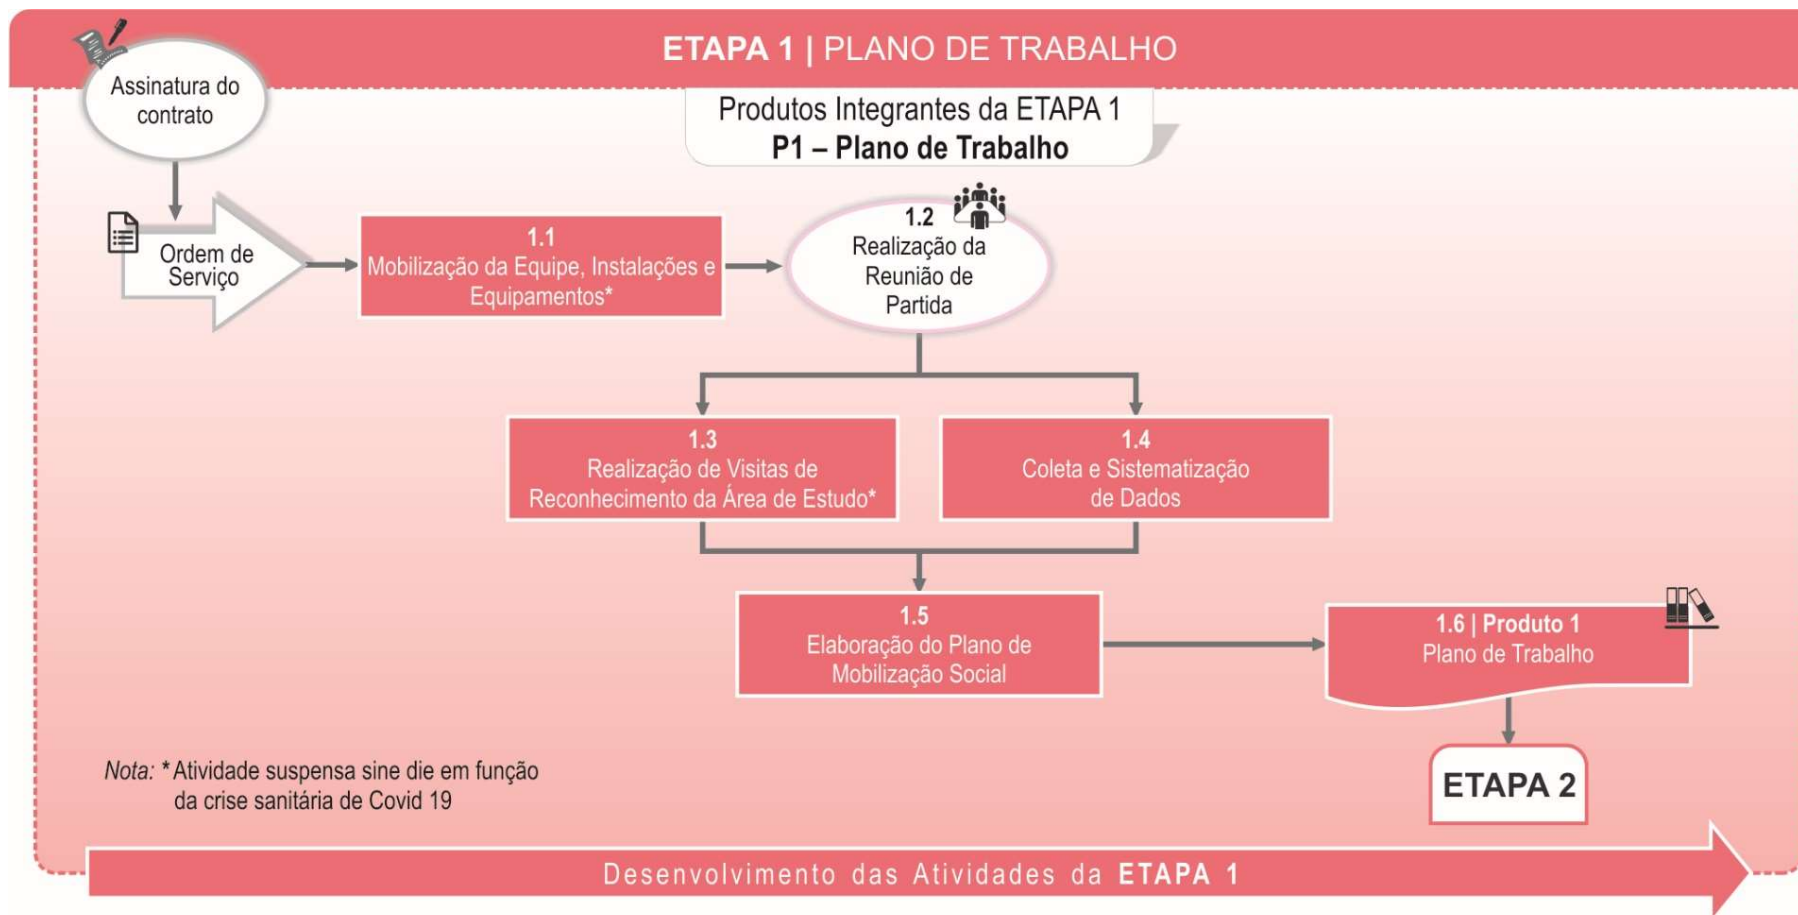 ETAPA 1 | PLANO DE TRABALHO
Assinatura do
contrato
Produtos Integrantes da ETAPA 1
P1 – Plano de Trabalho
Ordem de
Serviço
1.1
Mobilização da Equipe, Instalações e
Equipamentos*
1.2
Realização da
Reunião de
Partida
1.3
Realização de Visitas de
Reconhecimento da Área de Estudo*
1.4
Coleta e Sistematização
de Dados
1.5
Elaboração do Plano de
Mobilização Social
1.6 | Produto 1
Plano de Trabalho
ETAPA 2
Nota: * Atividade suspensa sine die em função
da crise sanitária de Covid 19
Desenvolvimento das Atividades da ETAPA 1